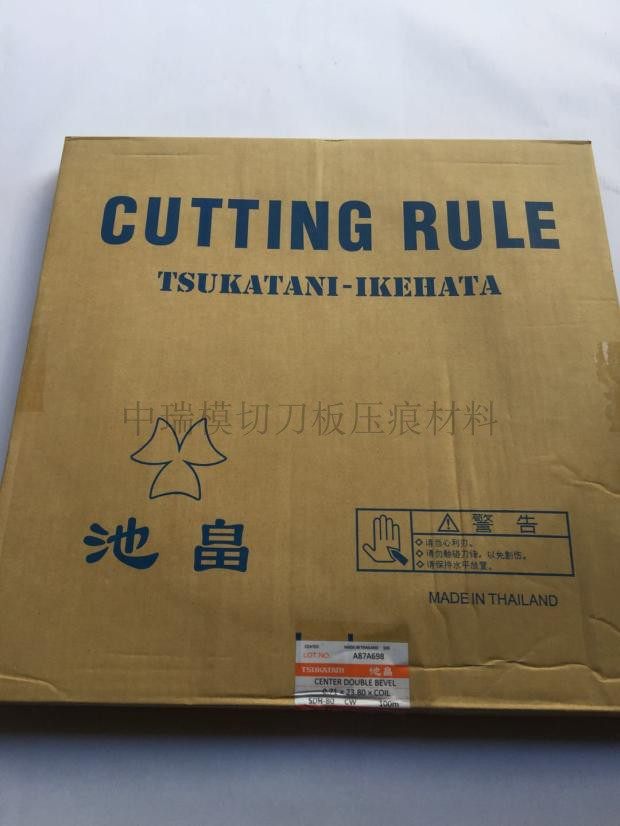 CUTTING RULE
TSUKATANI-IKEHATA
中瑞模切刀板压痕材料
池畠
警告
请当心利刃。
请勿触碰刀锋，以免割伤。
请保持水平放置。
MADE IN THAILAND
LOT NO. A87A698
TSUKATANI 池畠
CENTER DOUBLE BEVEL
0.71 × 23.80 × COIL
CW 100m